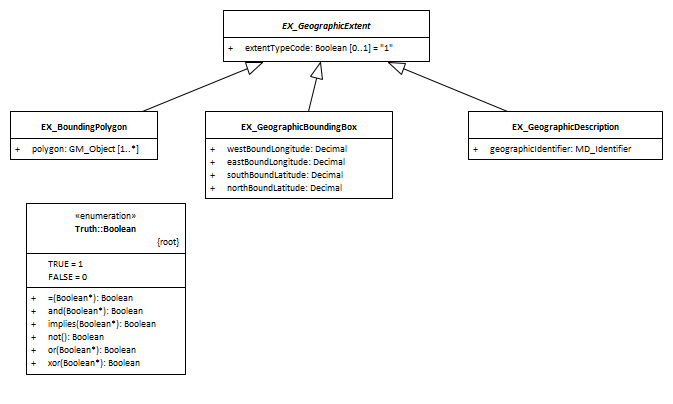 EX_GeographicExtent
+ extentTypeCode: Boolean [0..1] = "1"
EX_BoundingPolygon
+ polygon: GM_Object [1..*]
EX_GeographicBoundingBox
+ westBoundLongitude: Decimal
+ eastBoundLongitude: Decimal
+ southBoundLatitude: Decimal
+ northBoundLatitude: Decimal
EX_GeographicDescription
+ geographicIdentifier: MD_Identifier
«enumeration»
Truth::Boolean
{root}
TRUE = 1
FALSE = 0
+ =(Boolean*): Boolean
+ and(Boolean*): Boolean
+ implies(Boolean*): Boolean
+ not(): Boolean
+ or(Boolean*): Boolean
+ xor(Boolean*): Boolean